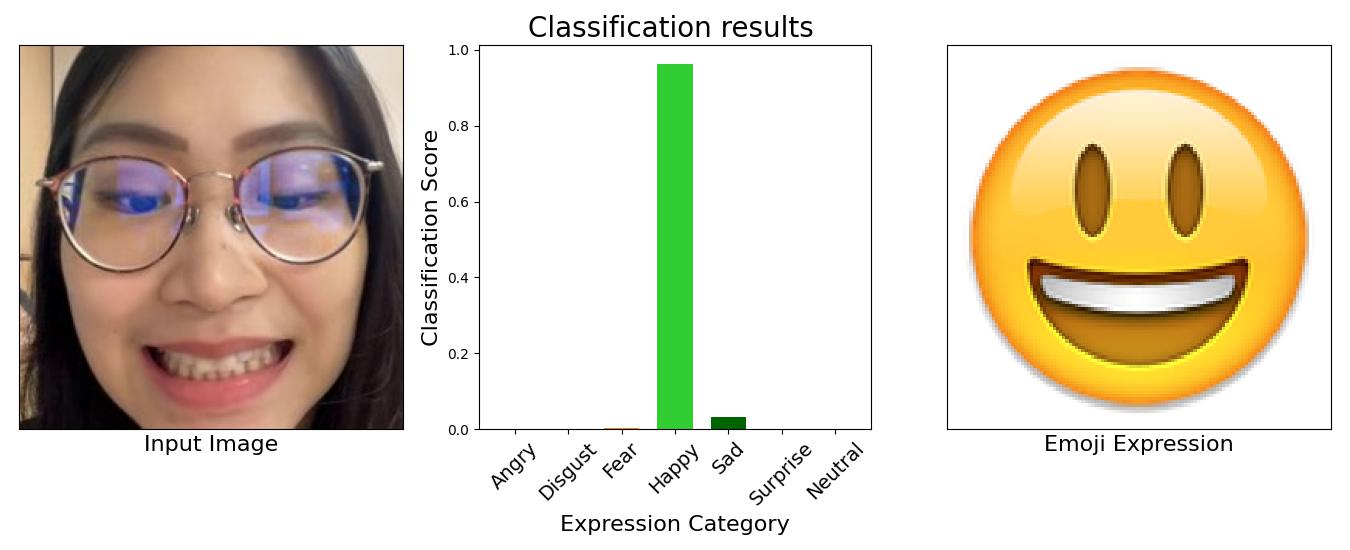 Classification results
1.0
0.8
0.6
0.4
0.2
0.0
Classification Score
Angry
Disgust
Fear
Happy
Sad
Surprise
Neutral
Expression Category
Input Image
Emoji Expression